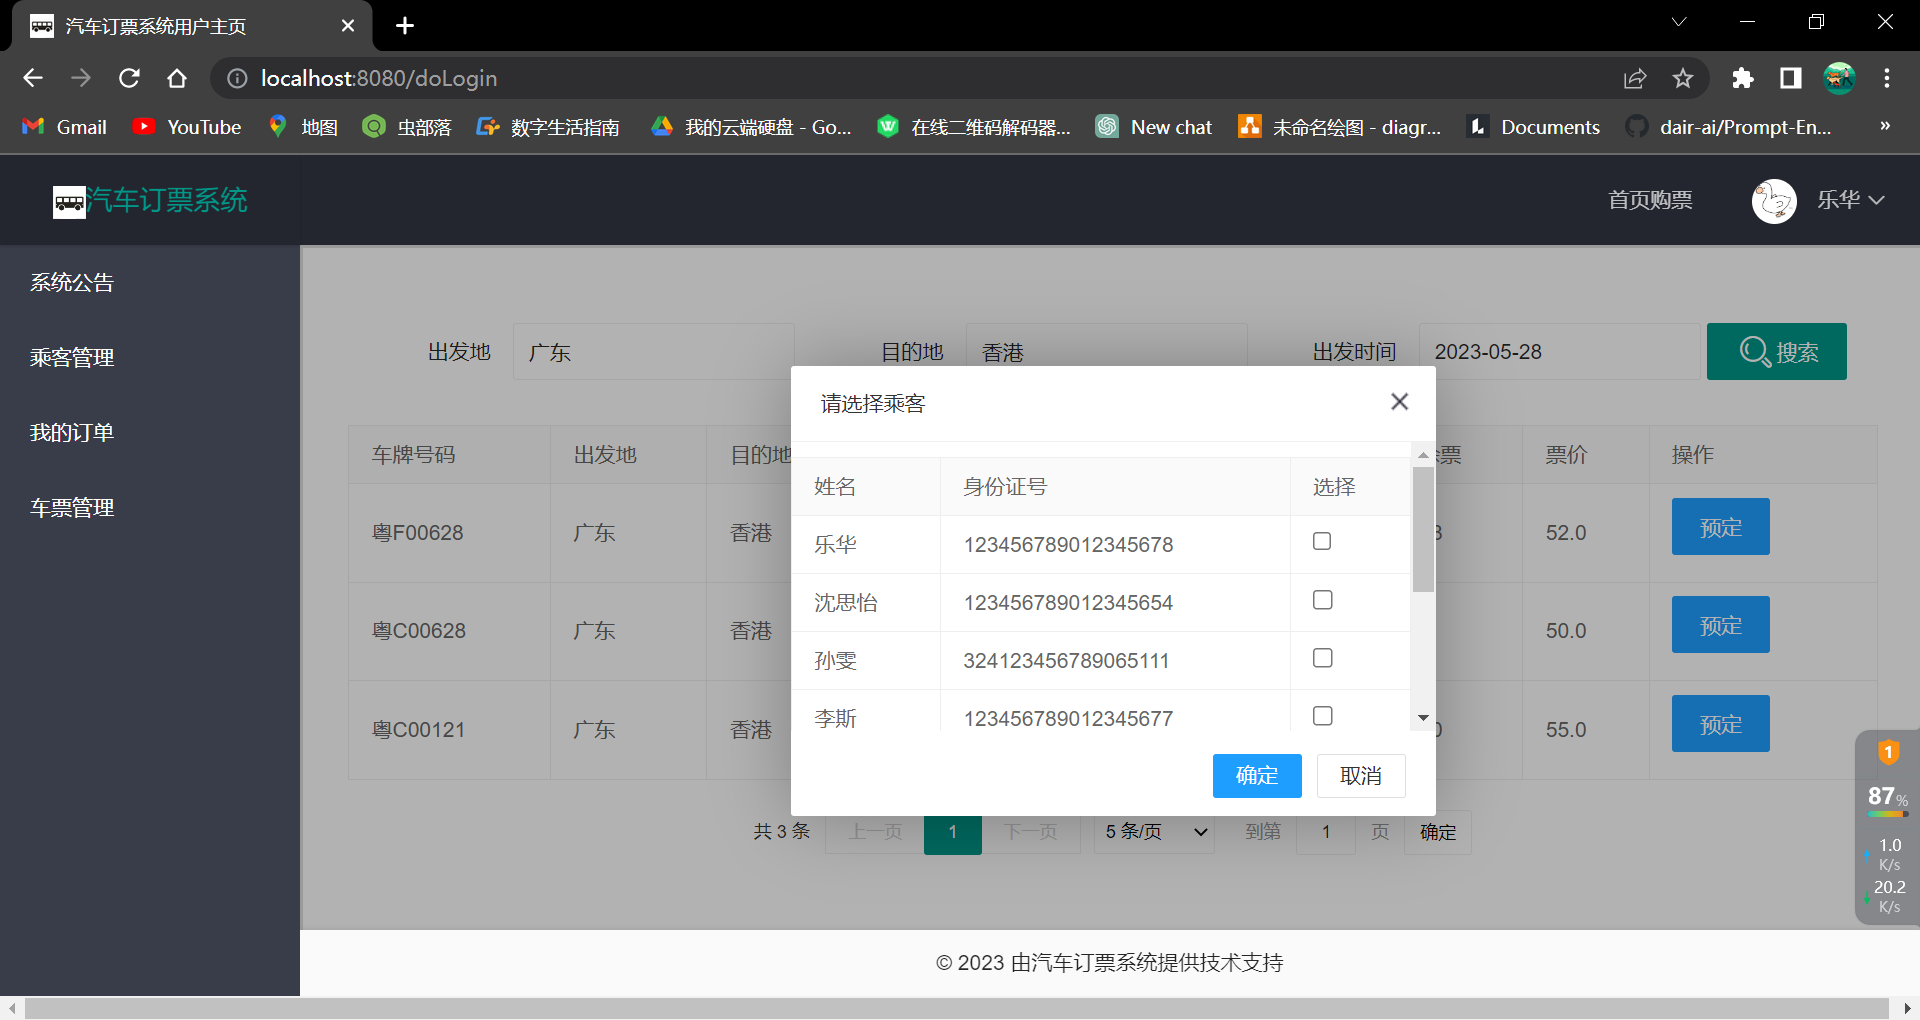 汽车订票系统用户主页
localhost:8080/doLogin
Gmail YouTube 地图 虫部落 数字生活指南 我的云端硬盘 - Go... 在线二维码解码器... New chat 未命名绘图 - diagr... Documents dair-ai/Prompt-En... »
汽车订票系统 首页购票 乐华
系统公告
乘客管理
我的订单
车票管理
出发地 广东 目的地 香港 出发时间 2023-05-28 搜索
车牌号码 出发地 目的地 票 票价 操作
粤F00628 广东 香港 52.0 预定
粤C00628 广东 香港 50.0 预定
粤C00121 广东 香港 55.0 预定
请选择乘客
姓名 身份证号 选择
乐华 123456789012345678
沈思怡 123456789012345654
孙雯 324123456789065111
李斯 123456789012345677
确定 取消
共 3 条 上一页 1 下一页 5 条/页 到第 1 页 确定
1
87%
1.0
K/s
20.2
K/s
© 2023 由汽车订票系统提供技术支持